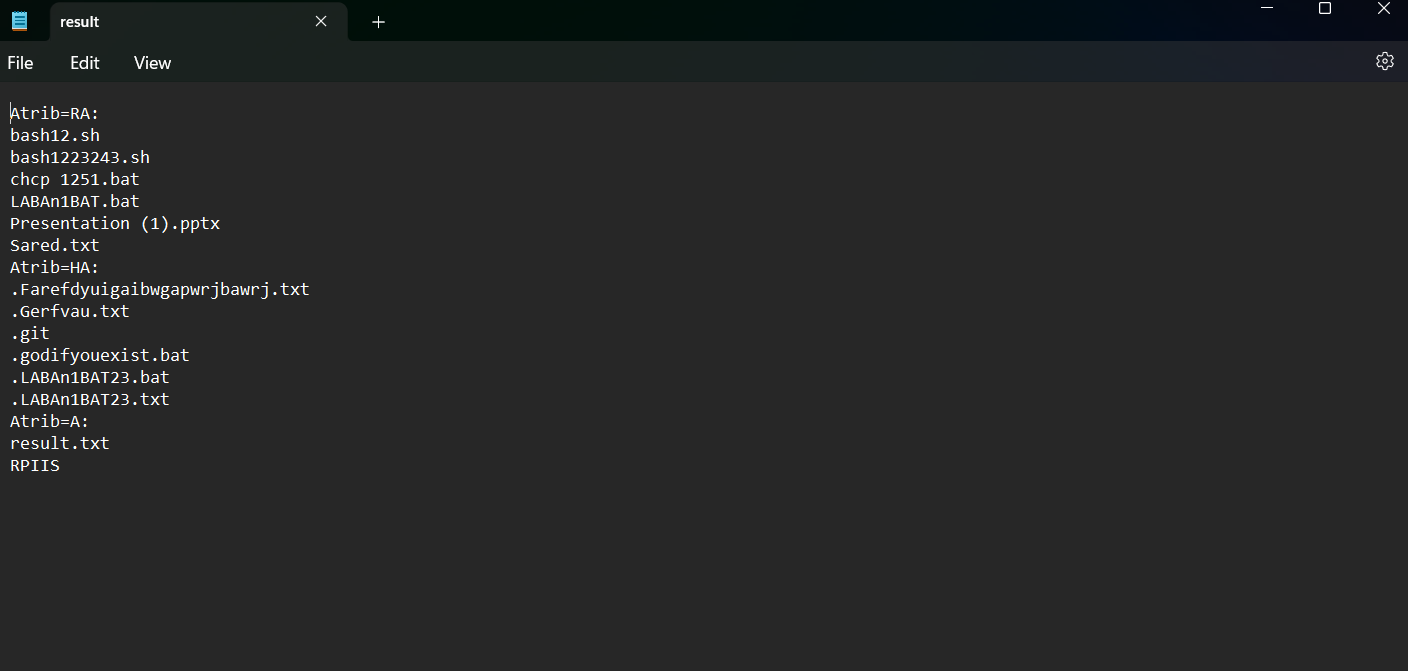 result
File Edit View
Atrib=RA:
bash12.sh
bash1223243.sh
chcp 1251.bat
LABAn1BAT.bat
Presentation (1).pptx
Sared.txt
Atrib=HA:
.Farefdyuigaibwgapwrjbawrj.txt
.Gerfvau.txt
.git
.godifyouexist.bat
.LABAn1BAT23.bat
.LABAn1BAT23.txt
Atrib=A:
result.txt
RPIIS